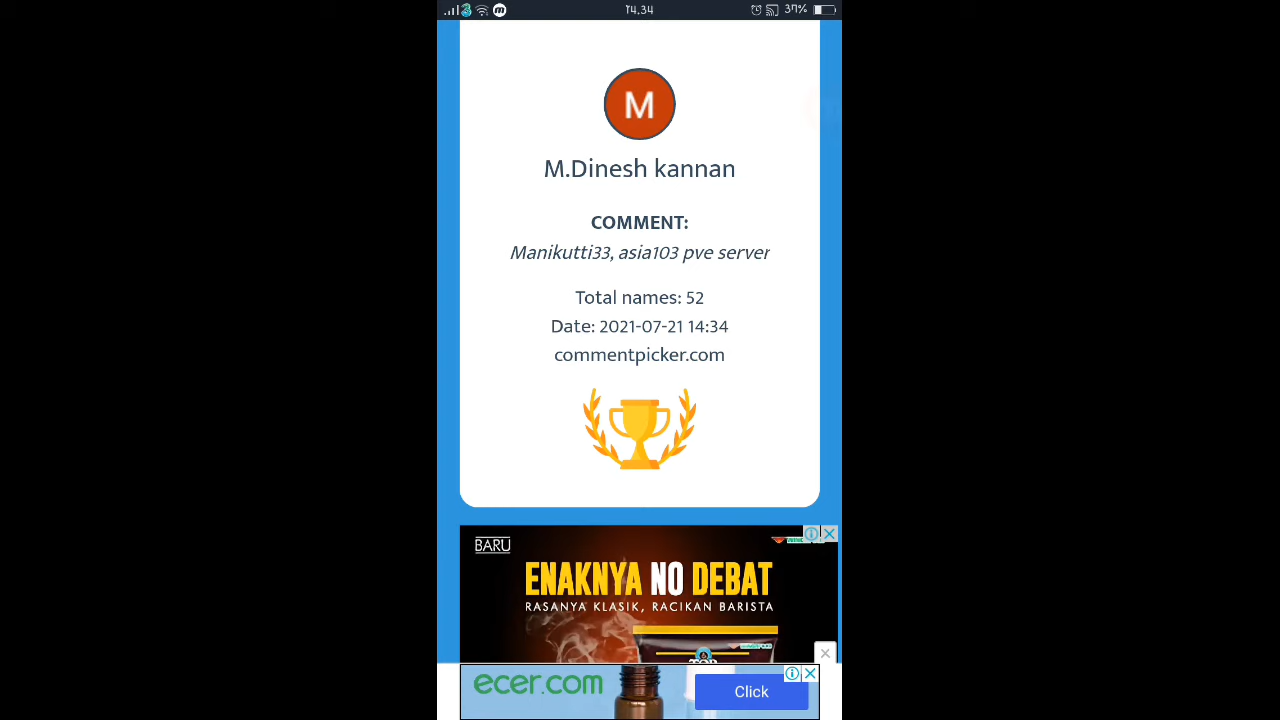 14.34
37%
M
M.Dinesh kannan
COMMENT:
Manikutti33, asia103 pve server
Total names: 52
Date: 2021-07-21 14:34
commentpicker.com
BARU
ENAKNYA NO DEBAT
RASANYA KLASIK, RACIKAN BARISTA
TOP
ecer.com
Click